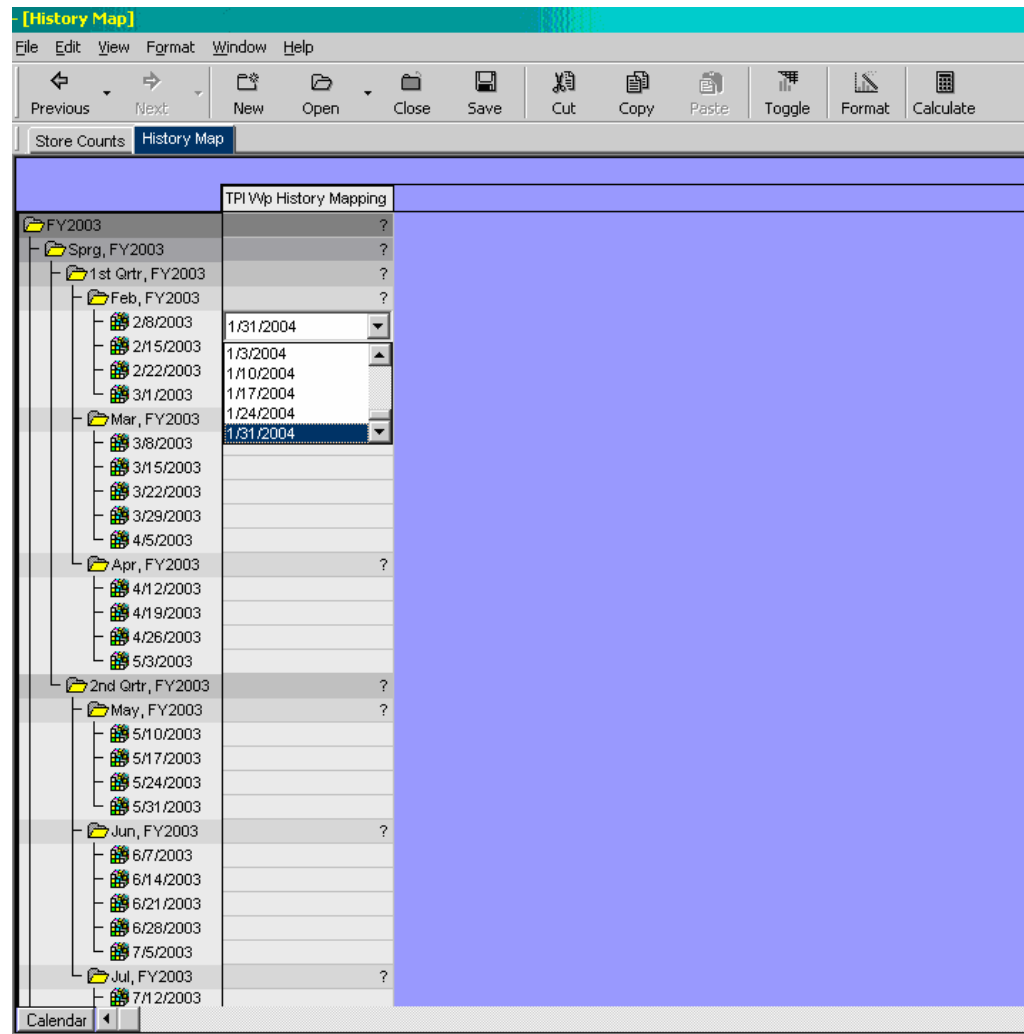 - [History Map]
File Edit View Format Window Help
Previous Next New Open Close Save Cut Copy Paste Toggle Format Calculate
Store Counts History Map
TPI Wp History Mapping
FY2003 ?
Sprg, FY2003 ?
1st Qrtr, FY2003 ?
Feb, FY2003 ?
2/8/2003 1/31/2004
2/15/2003 1/3/2004
2/22/2003 1/10/2004
3/1/2003 1/17/2004
Mar, FY2003 1/24/2004
3/8/2003 1/31/2004
3/15/2003
3/22/2003
3/29/2003
4/5/2003
Apr, FY2003 ?
4/12/2003
4/19/2003
4/26/2003
5/3/2003
2nd Qrtr, FY2003 ?
May, FY2003 ?
5/10/2003
5/17/2003
5/24/2003
5/31/2003
Jun, FY2003 ?
6/7/2003
6/14/2003
6/21/2003
6/28/2003
7/5/2003
Jul, FY2003 ?
7/12/2003
Calendar